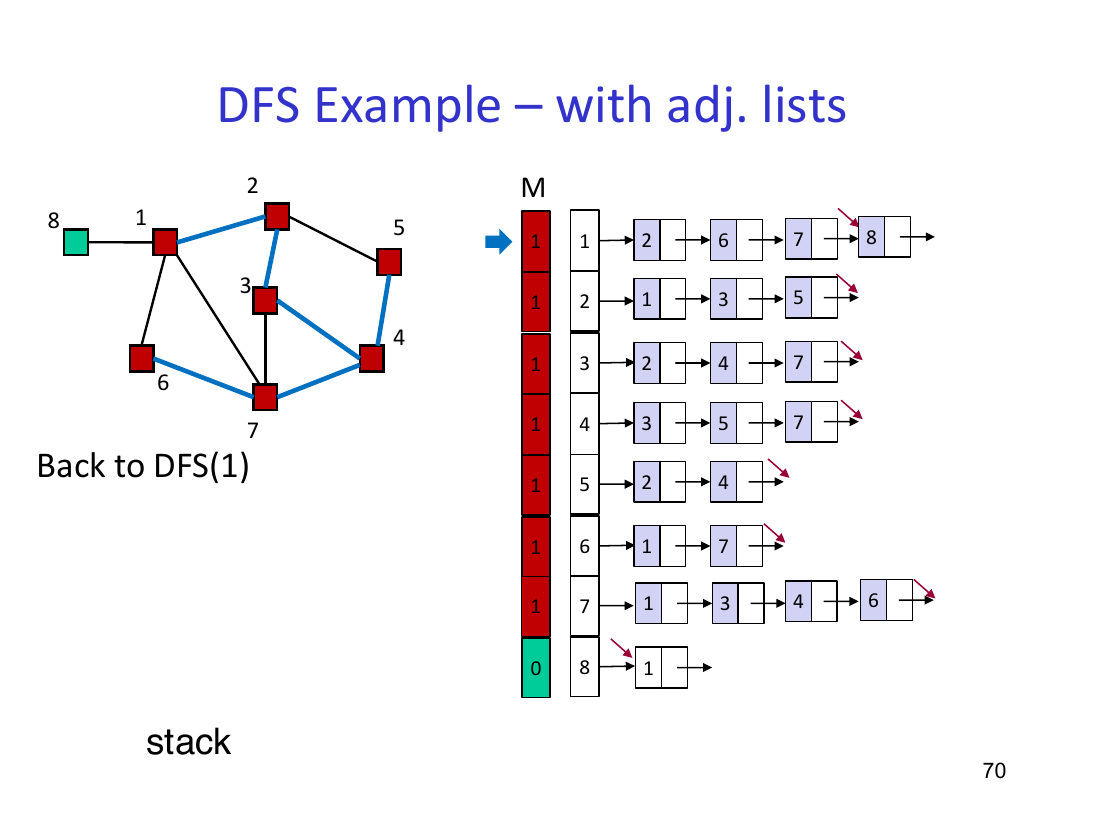 DFS Example – with adj. lists
M
2
8
1
5
3
4
6
7
Back to DFS(1)
1 1 2 6 7 8
1 2 1 3 5
1 3 2 4 7
1 4 3 5 7
1 5 2 4
1 6 1 7
1 7 1 3 4 6
0 8 1
stack
70